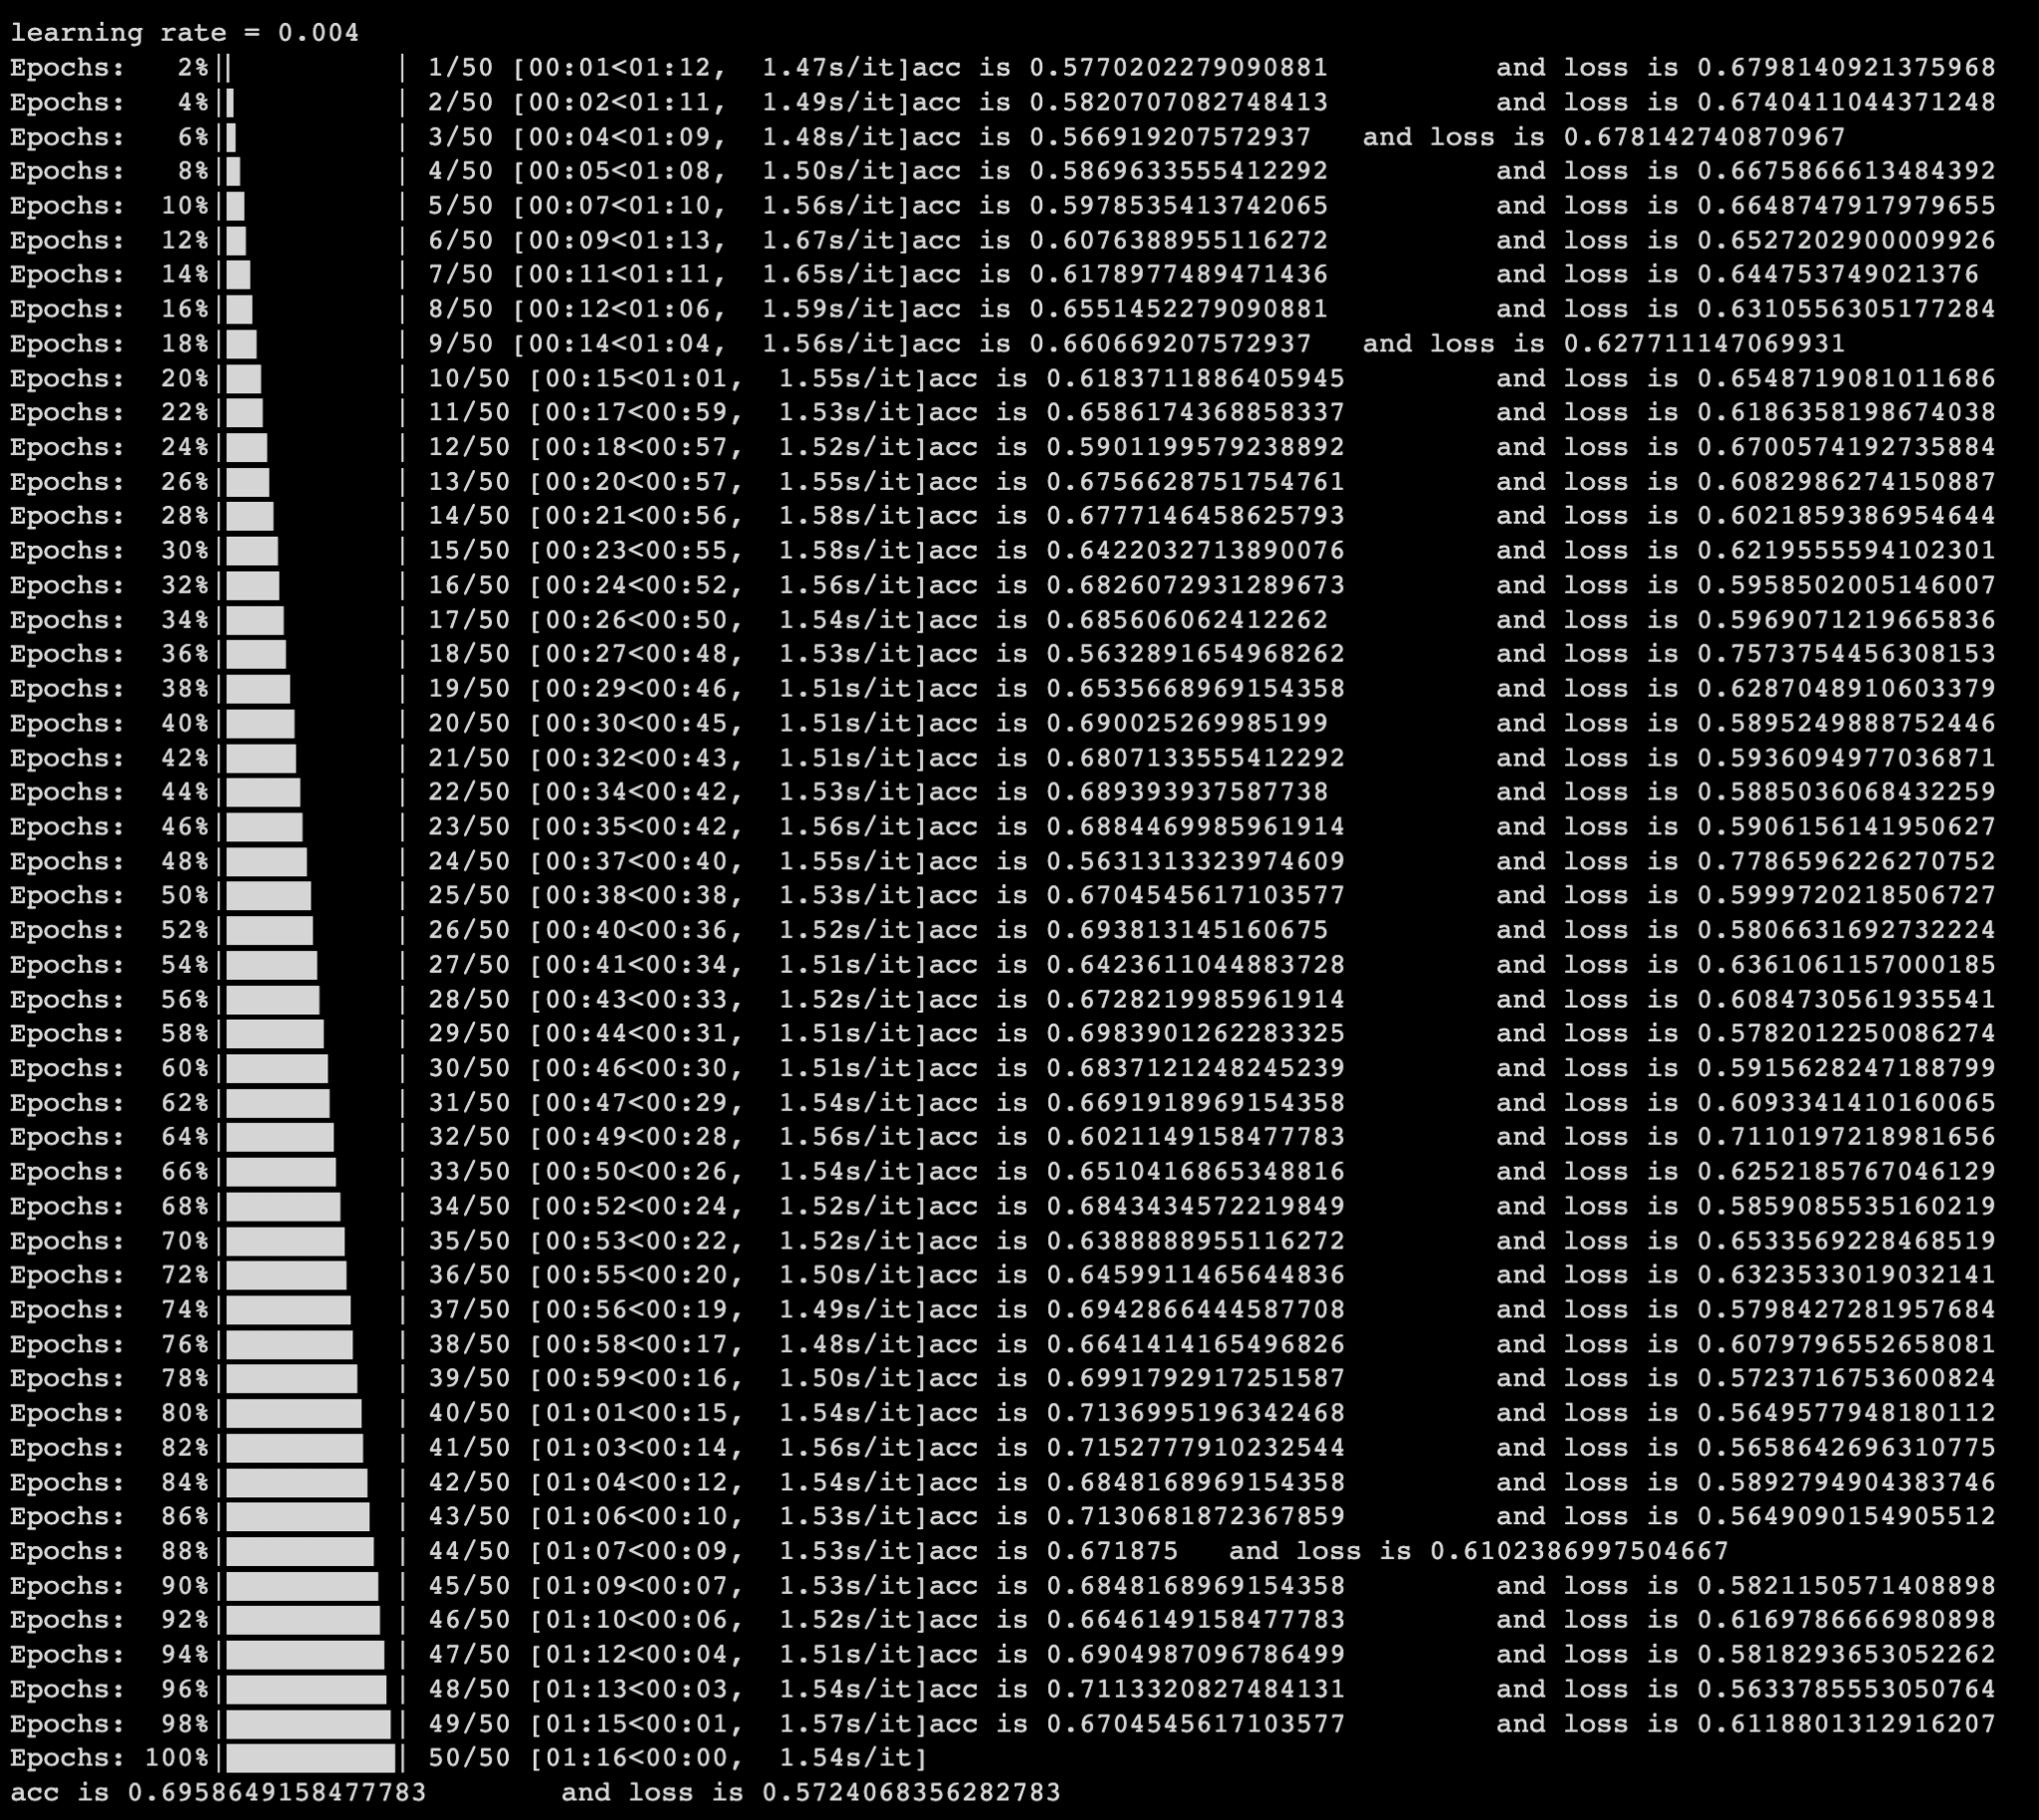 learning rate = 0.004
Epochs:   2%|| | 1/50 [00:01<01:12,  1.47s/it]acc is 0.5770202279090881 and loss is 0.6798140921375968
Epochs:   4%| | 2/50 [00:02<01:11,  1.49s/it]acc is 0.5820707082748413 and loss is 0.6740411044371248
Epochs:   6%| | 3/50 [00:04<01:09,  1.48s/it]acc is 0.566919207572937 and loss is 0.678142740870967
Epochs:   8%| | 4/50 [00:05<01:08,  1.50s/it]acc is 0.5869633555412292 and loss is 0.6675866613484392
Epochs:  10%| | 5/50 [00:07<01:10,  1.56s/it]acc is 0.5978535413742065 and loss is 0.6648747917979655
Epochs:  12%| | 6/50 [00:09<01:13,  1.67s/it]acc is 0.6076388955116272 and loss is 0.6527202900009926
Epochs:  14%| | 7/50 [00:11<01:11,  1.65s/it]acc is 0.6178977489471436 and loss is 0.644753749021376
Epochs:  16%| | 8/50 [00:12<01:06,  1.59s/it]acc is 0.6551452279090881 and loss is 0.6310556305177284
Epochs:  18%| | 9/50 [00:14<01:04,  1.56s/it]acc is 0.660669207572937 and loss is 0.627711147069931
Epochs:  20%| | 10/50 [00:15<01:01,  1.55s/it]acc is 0.6183711886405945 and loss is 0.6548719081011686
Epochs:  22%| | 11/50 [00:17<00:59,  1.53s/it]acc is 0.6586174368858337 and loss is 0.6186358198674038
Epochs:  24%| | 12/50 [00:18<00:57,  1.52s/it]acc is 0.5901199579238892 and loss is 0.6700574192735884
Epochs:  26%| | 13/50 [00:20<00:57,  1.55s/it]acc is 0.6756628751754761 and loss is 0.6082986274150887
Epochs:  28%| | 14/50 [00:21<00:56,  1.58s/it]acc is 0.6777146458625793 and loss is 0.6021859386954644
Epochs:  30%| | 15/50 [00:23<00:55,  1.58s/it]acc is 0.6422032713890076 and loss is 0.6219555594102301
Epochs:  32%| | 16/50 [00:24<00:52,  1.56s/it]acc is 0.6826072931289673 and loss is 0.5958502005146007
Epochs:  34%| | 17/50 [00:26<00:50,  1.54s/it]acc is 0.685606062412262 and loss is 0.5969071219665836
Epochs:  36%| | 18/50 [00:27<00:48,  1.53s/it]acc is 0.5632891654968262 and loss is 0.7573754456308153
Epochs:  38%| | 19/50 [00:29<00:46,  1.51s/it]acc is 0.6535668969154358 and loss is 0.6287048910603379
Epochs:  40%| | 20/50 [00:30<00:45,  1.51s/it]acc is 0.690025269985199 and loss is 0.5895249888752446
Epochs:  42%| | 21/50 [00:32<00:43,  1.51s/it]acc is 0.6807133555412292 and loss is 0.5936094977036871
Epochs:  44%| | 22/50 [00:34<00:42,  1.53s/it]acc is 0.689393937587738 and loss is 0.5885036068432259
Epochs:  46%| | 23/50 [00:35<00:42,  1.56s/it]acc is 0.6884469985961914 and loss is 0.5906156141950627
Epochs:  48%| | 24/50 [00:37<00:40,  1.55s/it]acc is 0.5631313323974609 and loss is 0.7786596226270752
Epochs:  50%| | 25/50 [00:38<00:38,  1.53s/it]acc is 0.6704545617103577 and loss is 0.5999720218506727
Epochs:  52%| | 26/50 [00:40<00:36,  1.52s/it]acc is 0.693813145160675 and loss is 0.5806631692732224
Epochs:  54%| | 27/50 [00:41<00:34,  1.51s/it]acc is 0.6423611044883728 and loss is 0.6361061157000185
Epochs:  56%| | 28/50 [00:43<00:33,  1.52s/it]acc is 0.6728219985961914 and loss is 0.6084730561935541
Epochs:  58%| | 29/50 [00:44<00:31,  1.51s/it]acc is 0.6983901262283325 and loss is 0.5782012250086274
Epochs:  60%| | 30/50 [00:46<00:30,  1.51s/it]acc is 0.6837121248245239 and loss is 0.5915628247188799
Epochs:  62%| | 31/50 [00:47<00:29,  1.54s/it]acc is 0.6691918969154358 and loss is 0.6093341410160065
Epochs:  64%| | 32/50 [00:49<00:28,  1.56s/it]acc is 0.6021149158477783 and loss is 0.7110197218981656
Epochs:  66%| | 33/50 [00:50<00:26,  1.54s/it]acc is 0.6510416865348816 and loss is 0.6252185767046129
Epochs:  68%| | 34/50 [00:52<00:24,  1.52s/it]acc is 0.6843434572219849 and loss is 0.5859085535160219
Epochs:  70%| | 35/50 [00:53<00:22,  1.52s/it]acc is 0.6388888955116272 and loss is 0.6533569228468519
Epochs:  72%| | 36/50 [00:55<00:20,  1.50s/it]acc is 0.6459911465644836 and loss is 0.6323533019032141
Epochs:  74%| | 37/50 [00:56<00:19,  1.49s/it]acc is 0.6942866444587708 and loss is 0.5798427281957684
Epochs:  76%| | 38/50 [00:58<00:17,  1.48s/it]acc is 0.6641414165496826 and loss is 0.6079796552658081
Epochs:  78%| | 39/50 [00:59<00:16,  1.50s/it]acc is 0.6991792917251587 and loss is 0.5723716753600824
Epochs:  80%| | 40/50 [01:01<00:15,  1.54s/it]acc is 0.7136995196342468 and loss is 0.5649577948180112
Epochs:  82%| | 41/50 [01:03<00:14,  1.56s/it]acc is 0.7152777910232544 and loss is 0.5658642696310775
Epochs:  84%| | 42/50 [01:04<00:12,  1.54s/it]acc is 0.6848168969154358 and loss is 0.5892794904383746
Epochs:  86%| | 43/50 [01:06<00:10,  1.53s/it]acc is 0.7130681872367859 and loss is 0.5649090154905512
Epochs:  88%| | 44/50 [01:07<00:09,  1.53s/it]acc is 0.671875 and loss is 0.6102386997504667
Epochs:  90%| | 45/50 [01:09<00:07,  1.53s/it]acc is 0.6848168969154358 and loss is 0.5821150571408898
Epochs:  92%| | 46/50 [01:10<00:06,  1.52s/it]acc is 0.6646149158477783 and loss is 0.6169786666980898
Epochs:  94%| | 47/50 [01:12<00:04,  1.51s/it]acc is 0.6904987096786499 and loss is 0.5818293653052262
Epochs:  96%| | 48/50 [01:13<00:03,  1.54s/it]acc is 0.7113320827484131 and loss is 0.5633785553050764
Epochs:  98%| | 49/50 [01:15<00:01,  1.57s/it]acc is 0.6704545617103577 and loss is 0.6118801312916207
Epochs: 100%| | 50/50 [01:16<00:00,  1.54s/it]
acc is 0.6958649158477783 and loss is 0.5724068356282783